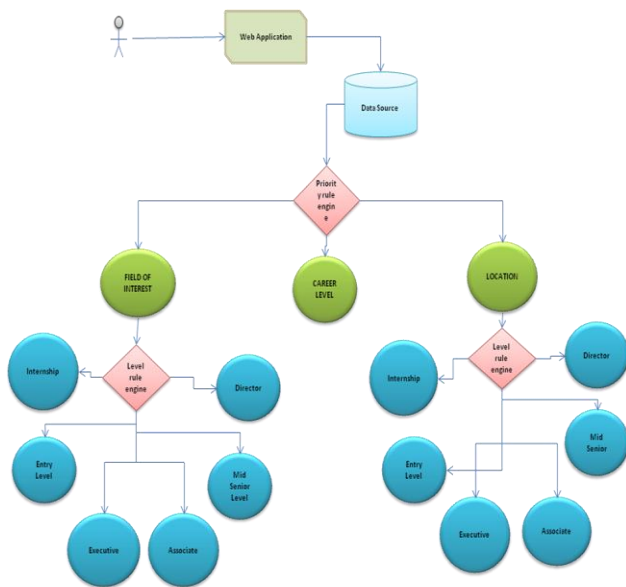 Web Application
Data Source
Priorit
y rule
engin
e
FIELD OF
INTEREST
CAREER
LEVEL
LOCATION
Internship
Level
rule
engine
Director
Entry
Level
Mid
Senior
Level
Executive
Associate
Internship
Level
rule
engine
Director
Mid
Senior
Entry
Level
Executive
Associate